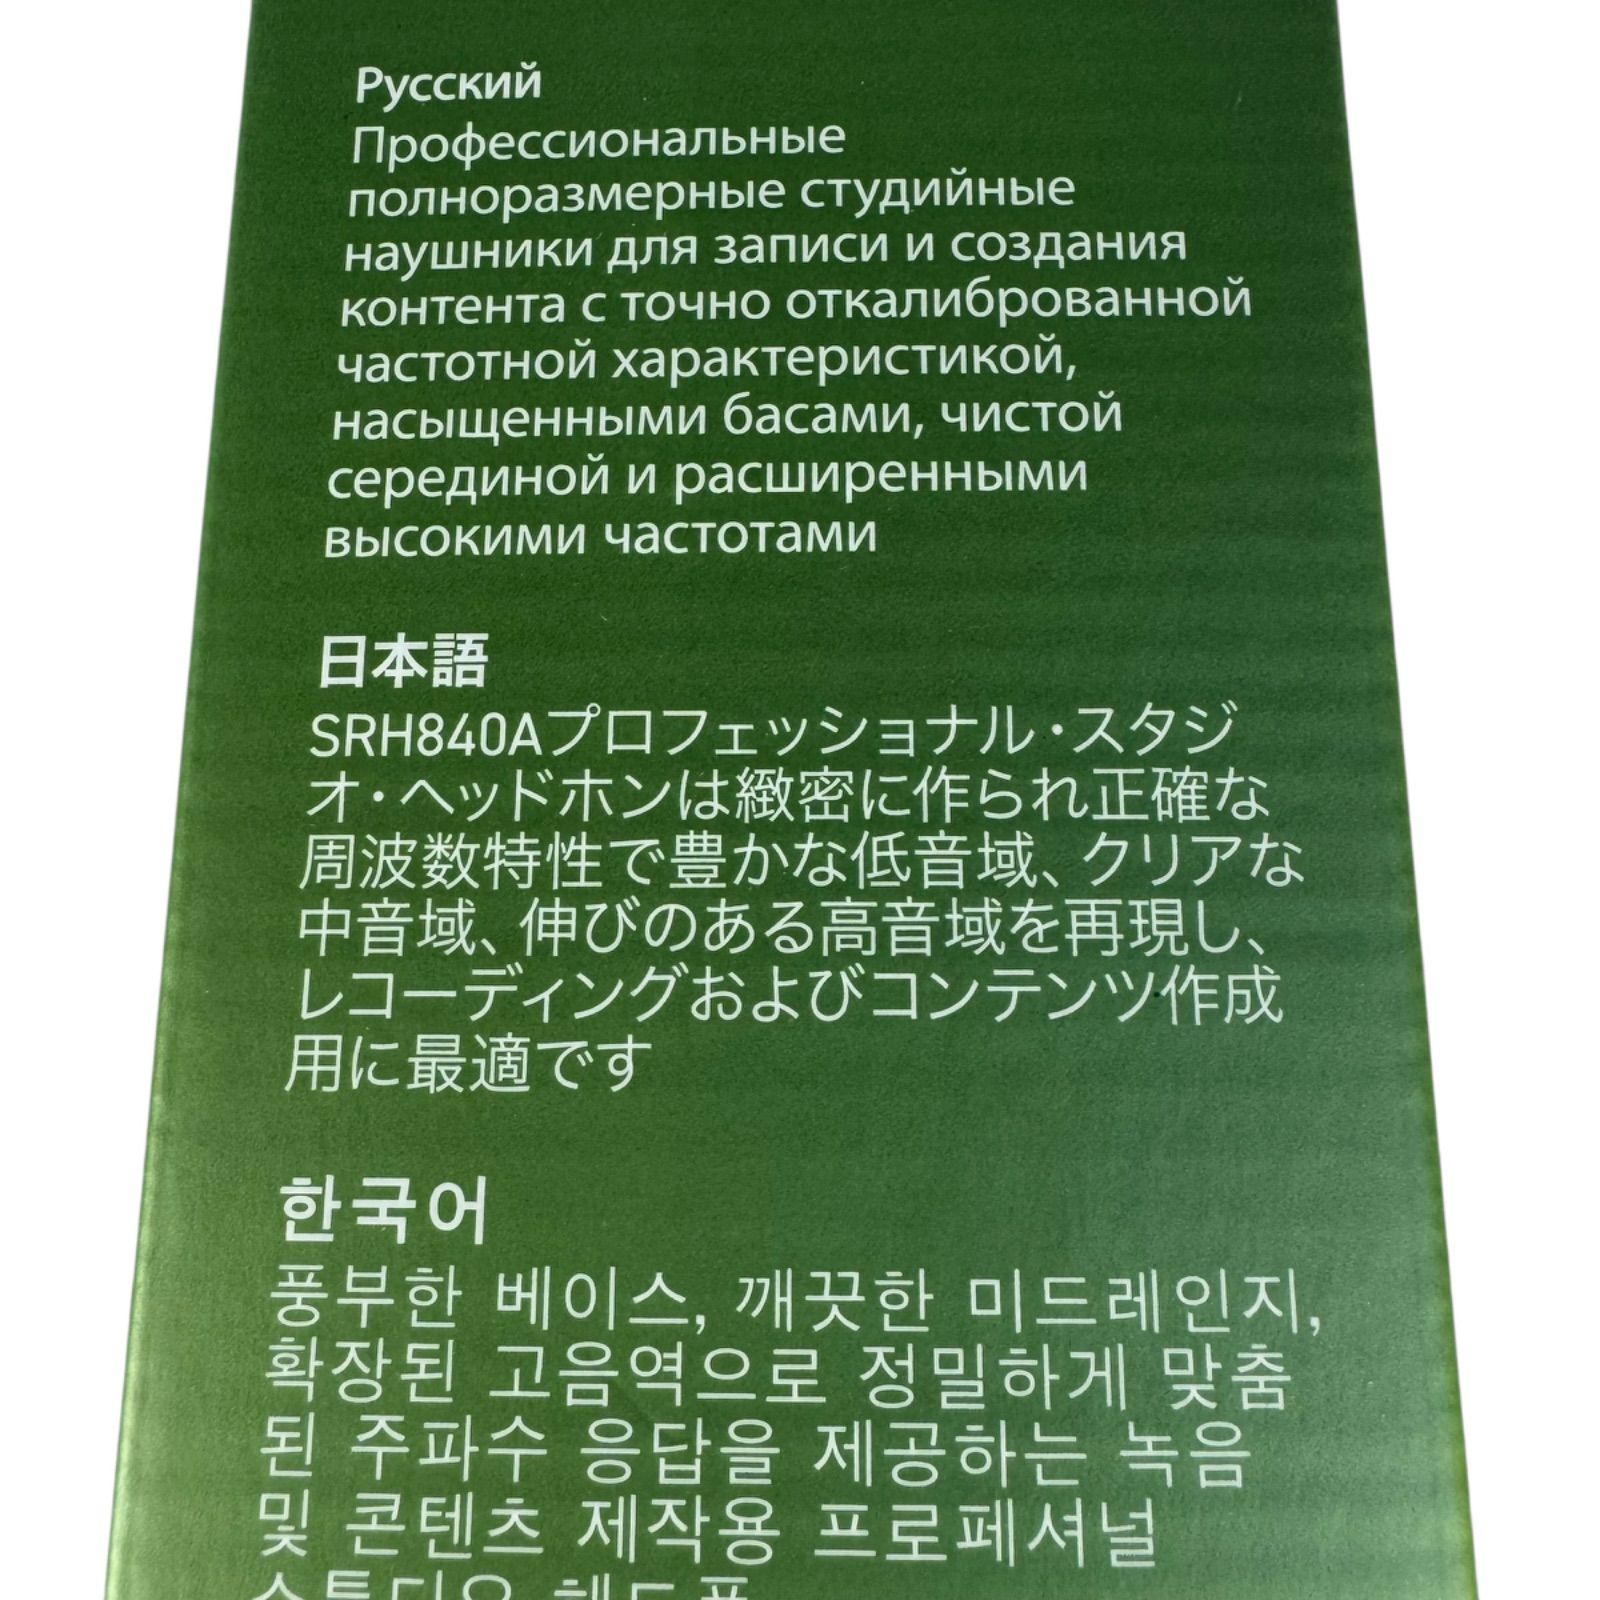 Русский
Профессиональные
полноразмерные студийные
наушники для записи и создания
контента с точно откалиброванной
частотной характеристикой,
насыщенными басами, чистой
серединой и расширенными
высокими частотами
日本語
SRH840Aプロフェッショナル・スタジ
オ・ヘッドホンは緻密に作られ正確な
周波数特性で豊かな低音域、クリアな
中音域、伸びのある高音域を再現し、
レコーディングおよびコンテンツ作成
用に最適です
한국어
풍부한 베이스, 깨끗한 미드레인지,
확장된 고음역으로 정밀하게 맞춤
된 주파수 응답을 제공하는 녹음
및 콘텐츠 제작용 프로페셔널